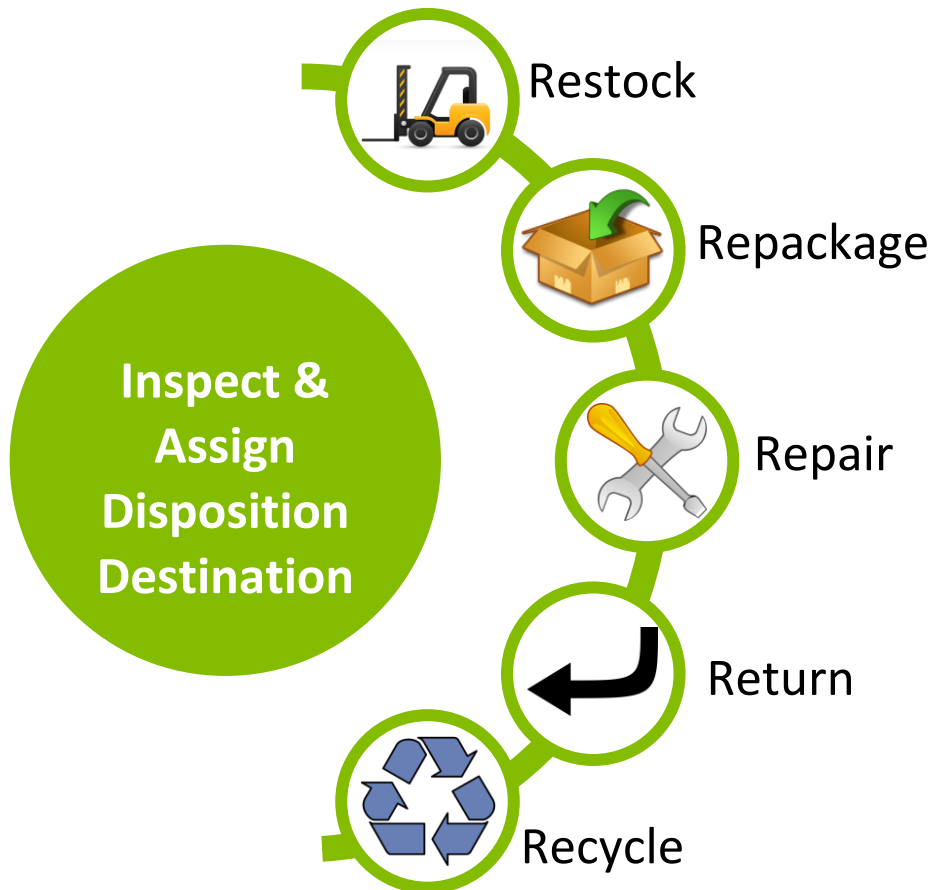 Restock
Repackage
Inspect &
Assign
Disposition
Destination
Repair
Return
Recycle